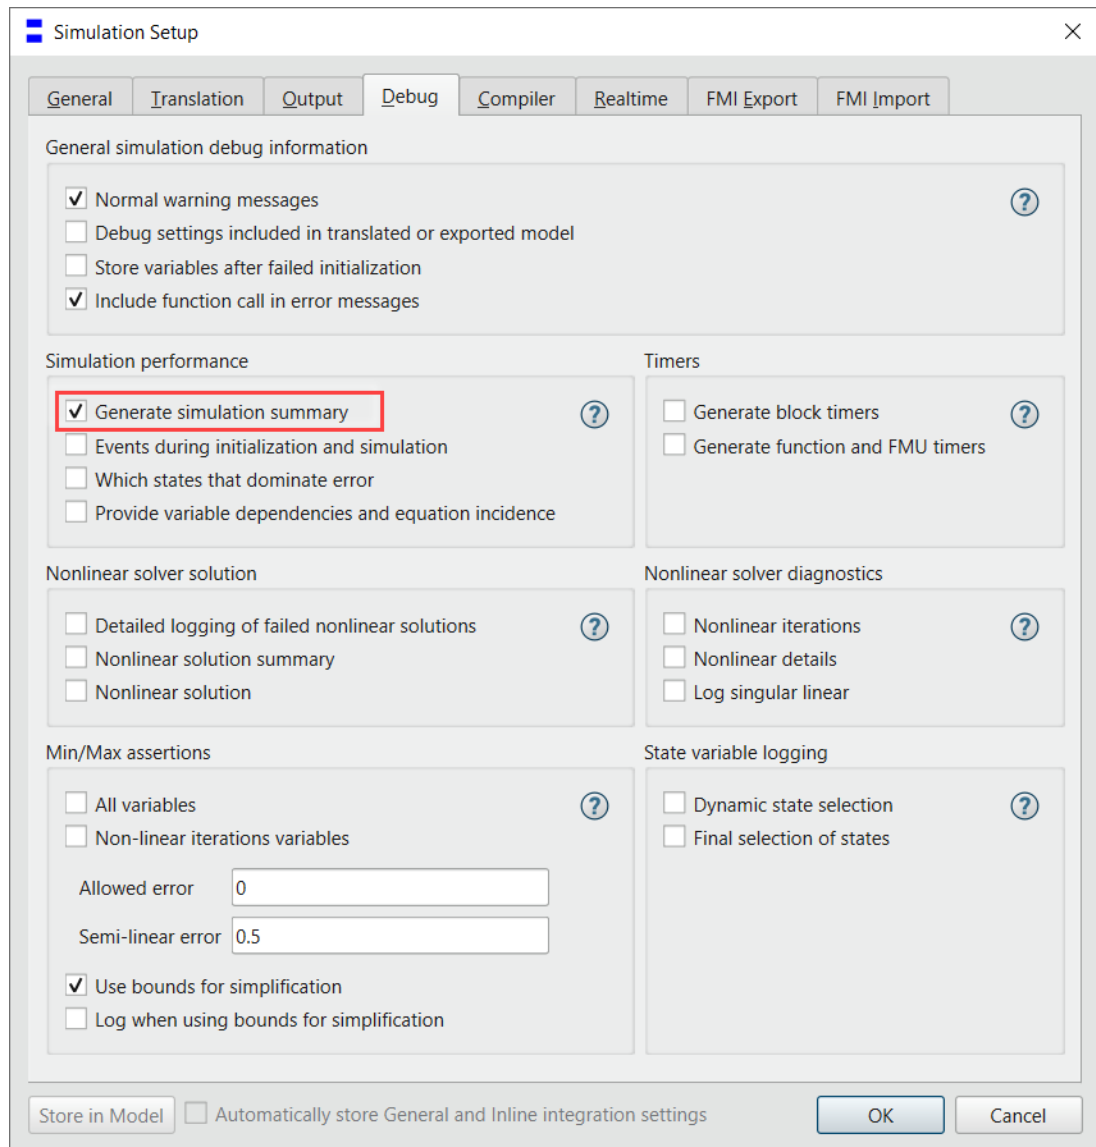 Simulation Setup
General Translation Output Debug Compiler Realtime FMI Export FMI Import
General simulation debug information
Normal warning messages
Debug settings included in translated or exported model
Store variables after failed initialization
Include function call in error messages
Simulation performance
Generate simulation summary
Events during initialization and simulation
Which states that dominate error
Provide variable dependencies and equation incidence
Timers
Generate block timers
Generate function and FMU timers
Nonlinear solver solution
Detailed logging of failed nonlinear solutions
Nonlinear solution summary
Nonlinear solution
Nonlinear solver diagnostics
Nonlinear iterations
Nonlinear details
Log singular linear
Min/Max assertions
All variables
Non-linear iterations variables
Allowed error 0
Semi-linear error 0.5
Use bounds for simplification
Log when using bounds for simplification
State variable logging
Dynamic state selection
Final selection of states
Store in Model Automatically store General and Inline integration settings OK Cancel